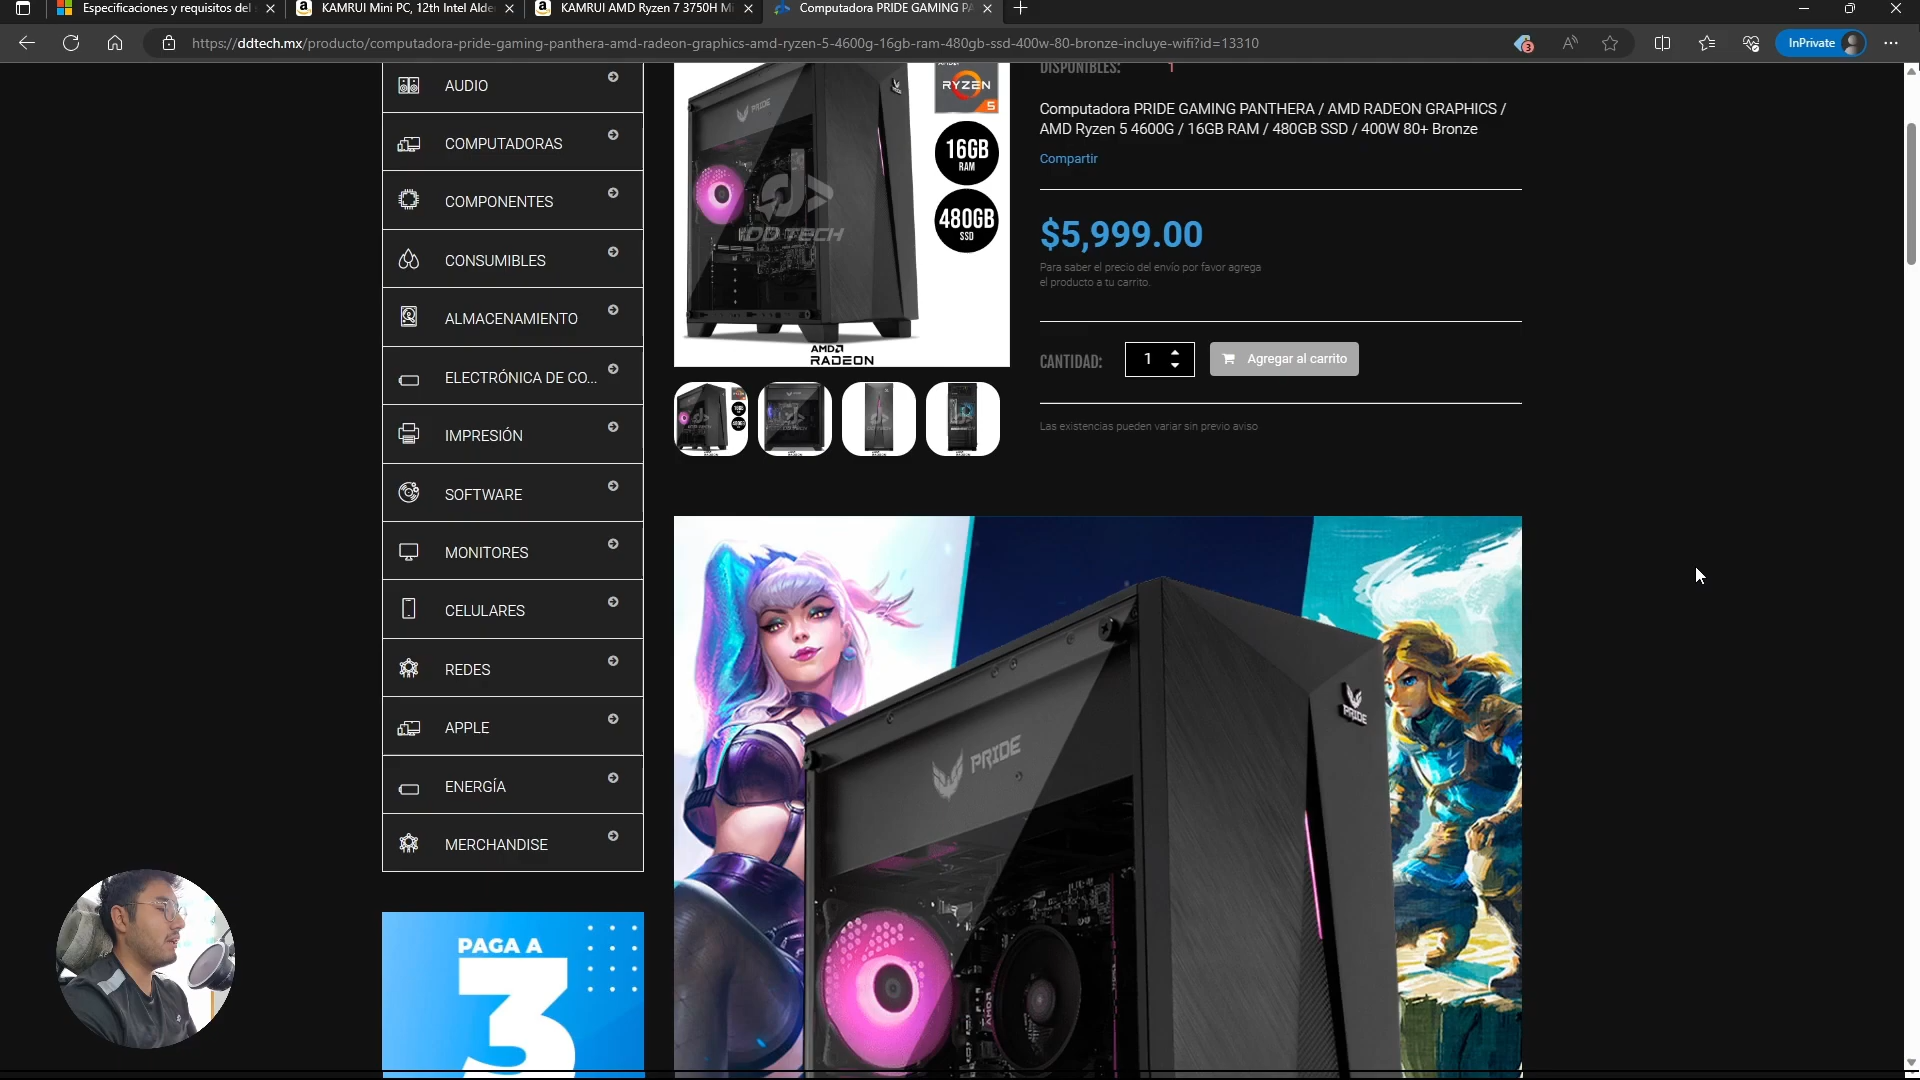 Especificaciones y requisitos del
KAMRUI Mini PC, 12th Intel Alde
KAMRUI AMD Ryzen 7 3750H Mi
Computadora PRIDE GAMING PA
https://ddtech.mx/producto/computadora-pride-gaming-panthera-amd-radeon-graphics-amd-ryzen-5-4600g-16gb-ram-480gb-ssd-400w-80-bronze-incluye-wifi?id=13310
3
InPrivate
AUDIO
COMPUTADORAS
COMPONENTES
CONSUMIBLES
ALMACENAMIENTO
ELECTRÓNICA DE CO...
IMPRESIÓN
SOFTWARE
MONITORES
CELULARES
REDES
APPLE
ENERGÍA
MERCHANDISE
PAGA A
3
PRIDE
DD TECH
RYZEN
5
16GB
RAM
480GB
SSD
AMD
RADEON
DISPONIBLES: 1
Computadora PRIDE GAMING PANTHERA / AMD RADEON GRAPHICS /
AMD Ryzen 5 4600G / 16GB RAM / 480GB SSD / 400W 80+ Bronze
Compartir
$5,999.00
Para saber el precio del envío por favor agrega
el producto a tu carrito.
CANTIDAD: 1 Agregar al carrito
Las existencias pueden variar sin previo aviso
PRIDE
PRIDE
AMD